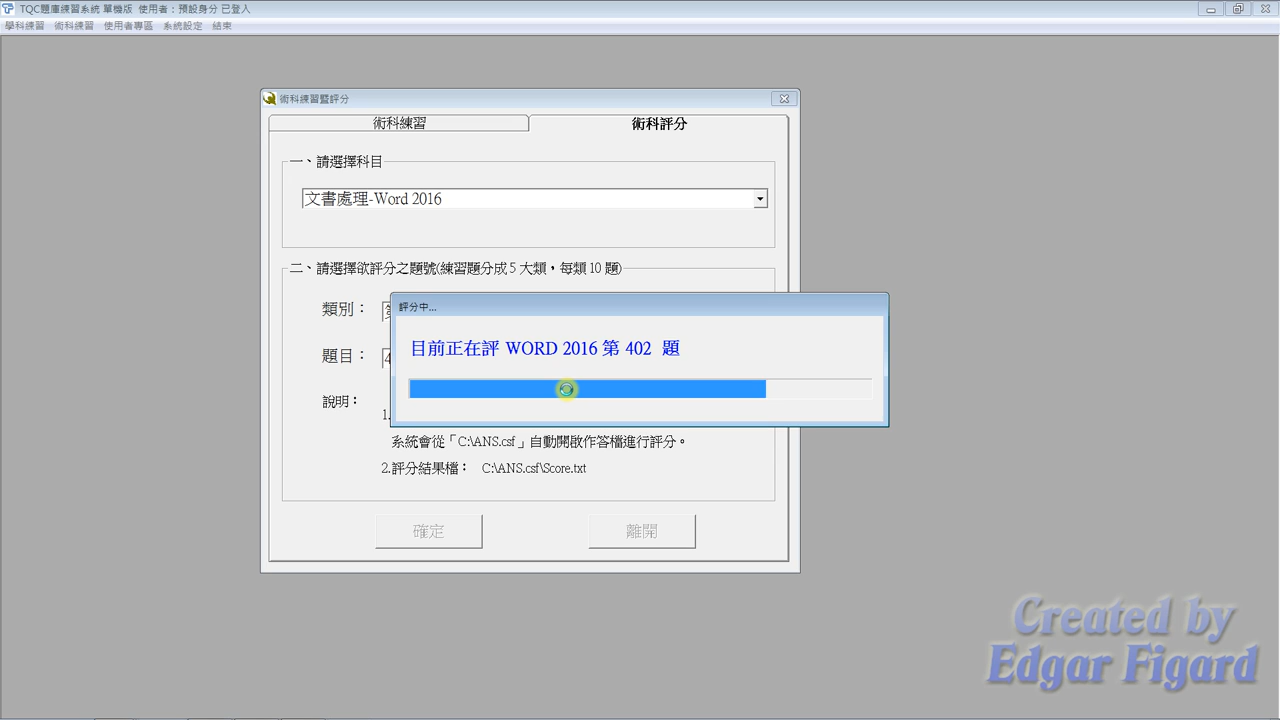 TQC題庫練習系統 單機版 使用者：預設身分 已登入
學科練習 術科練習 使用者專區 系統設定 結束
術科練習暨評分
術科練習 術科評分
一、請選擇科目
文書處理-Word 2016
二、請選擇欲評分之題號(練習題分成 5 大類，每類 10 題)
類別：
評分中...
題目： 4
目前正在評 WORD 2016 第 402 題
說明：
1.
系統會從「C:\ANS.csf」自動開啟作答檔進行評分。
2.評分結果檔： C:\ANS.csf\Score.txt
確定 離開
Created by
Edgar Figard